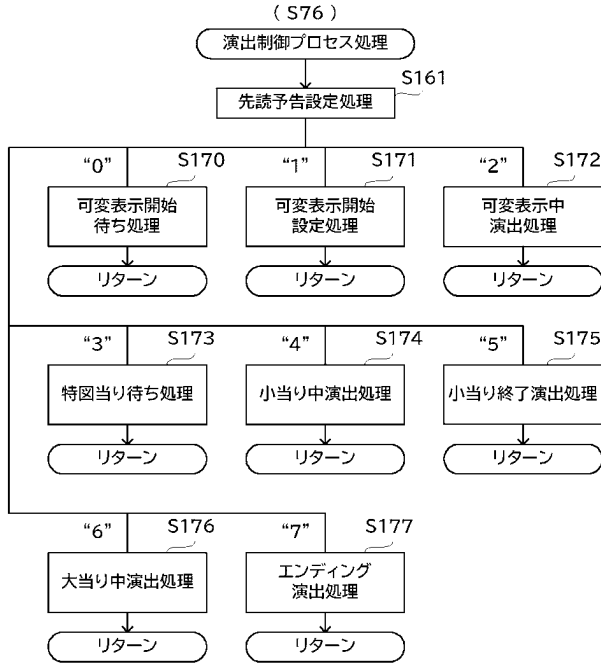 ( S76 )
演出制御プロセス処理
S161
先読予告設定処理
“0” S170 “1” S171 “2” S172
可変表示開始
待ち処理
可変表示開始
設定処理
可変表示中
演出処理
リターン リターン リターン
“3” S173 “4” S174 “5” S175
特図当り待ち処理 小当り中演出処理 小当り終了演出処理
リターン リターン リターン
“6” S176 “7” S177
大当り中演出処理
エンディング
演出処理
リターン リターン